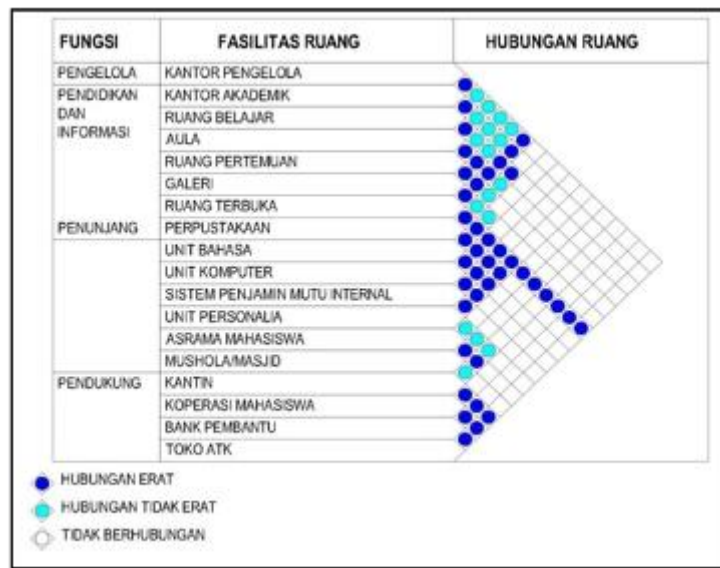 FUNGSI FASILITAS RUANG HUBUNGAN RUANG
PENGELOLA KANTOR PENGELOLA
PENDIDIKAN KANTOR AKADEMIK
DAN RUANG BELAJAR
INFORMASI AULA
RUANG PERTEMUAN
GALERI
RUANG TERBUKA
PENUNJANG PERPUSTAKAAN
UNIT BAHASA
UNIT KOMPUTER
SISTEM PENJAMIN MUTU INTERNAL
UNIT PERSONALIA
ASRAMA MAHASISWA
MUSHOLA/MASJID
PENDUKUNG KANTIN
KOPERASI MAHASISWA
BANK PEMBANTU
TOKO ATK
HUBUNGAN ERAT
HUBUNGAN TIDAK ERAT
TIDAK BERHUBUNGAN